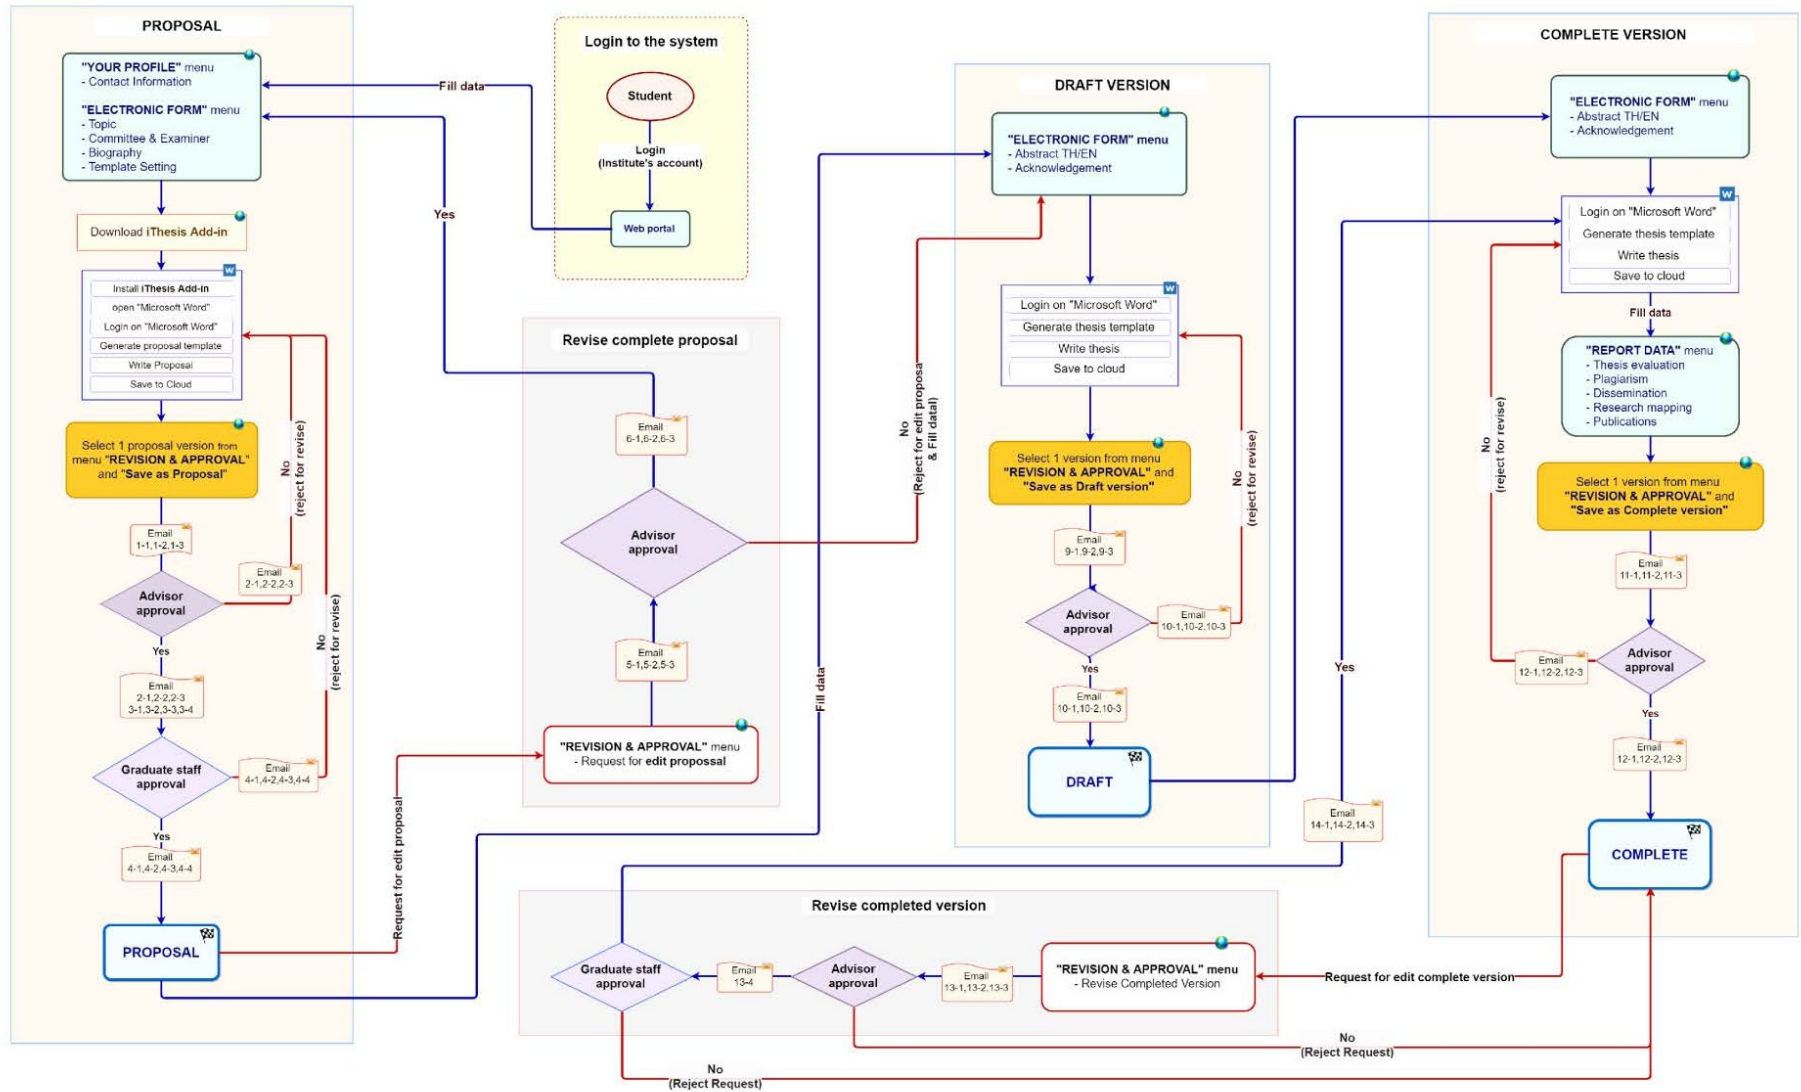 PROPOSAL
"YOUR PROFILE" menu
- Contact Information
"ELECTRONIC FORM" menu
- Topic
- Committee & Examiner
- Biography
- Template Setting
Download iThesis Add-in
W
Install iThesis Add-in
open "Microsoft Word"
Login on "Microsoft Word"
Generate proposal template
Write Proposal
Save to Cloud
Select 1 proposal version from
menu "REVISION & APPROVAL"
and "Save as Proposal"
Email
1-1,1-2,1-3
Advisor
approval
Email
2-1,2-2,2-3
No
(reject for revise)
Yes
Email
2-1,2-2,2-3
3-1,3-2,3-3,3-4
Graduate staff
approval
Email
4-1,4-2,4-3,4-4
No
(reject for revise)
Yes
Email
4-1,4-2,4-3,4-4
PROPOSAL
Request for edit proposal
Fill data
Yes
Login to the system
Student
Login
(Institute's account)
Web portal
Fill data
Revise complete proposal
Email
6-1,6-2,6-3
Advisor
approval
Email
5-1,5-2,5-3
"REVISION & APPROVAL" menu
- Request for edit propossal
No
(Reject for edit proposa
& Fill datal)
DRAFT VERSION
"ELECTRONIC FORM" menu
- Abstract TH/EN
- Acknowledgement
W
Login on "Microsoft Word"
Generate thesis template
Write thesis
Save to cloud
Select 1 version from menu
"REVISION & APPROVAL" and
"Save as Draft version"
Email
9-1,9-2,9-3
Advisor
approval
Email
10-1,10-2,10-3
No
(reject for revise)
Yes
Email
10-1,10-2,10-3
DRAFT
Yes
Email
14-1,14-2,14-3
COMPLETE VERSION
"ELECTRONIC FORM" menu
- Abstract TH/EN
- Acknowledgement
W
Login on "Microsoft Word"
Generate thesis template
Write thesis
Save to cloud
Fill data
"REPORT DATA" menu
- Thesis evaluation
- Plagiarism
- Dissemination
- Research mapping
- Publications
Select 1 version from menu
"REVISION & APPROVAL" and
"Save as Complete version"
Email
11-1,11-2,11-3
Advisor
approval
Email
12-1,12-2,12-3
No
(reject for revise)
Yes
Email
12-1,12-2,12-3
COMPLETE
Revise completed version
Graduate staff
approval
Email
13-4
Advisor
approval
Email
13-1,13-2,13-3
"REVISION & APPROVAL" menu
- Revise Completed Version
Request for edit complete version
No
(Reject Request)
No
(Reject Request)